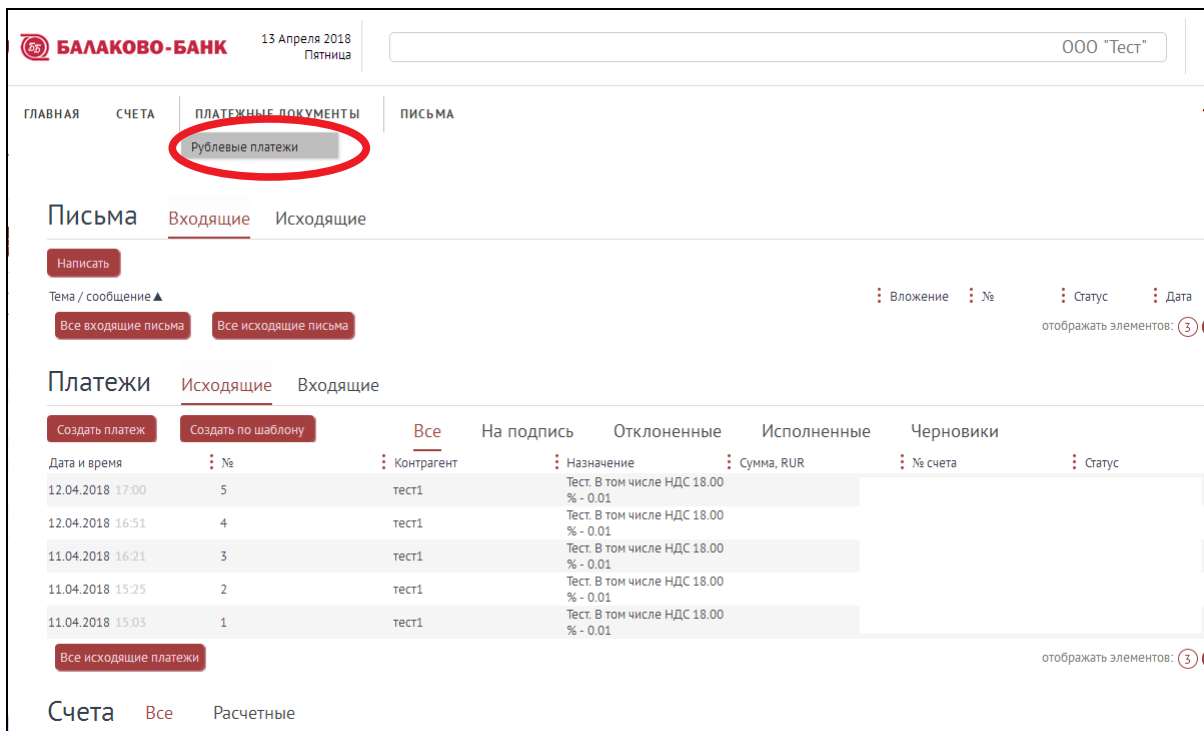 ББ БАЛАКОВО-БАНК
13 Апреля 2018
Пятница
ООО "Тест"
ГЛАВНАЯ СЧЕТА ПЛАТЕЖНЫЕ ДОКУМЕНТЫ ПИСЬМА
Рублевые платежи
Письма Входящие Исходящие
Написать
Тема / сообщение ▲ Вложение № Статус Дата
Все входящие письма Все исходящие письма отображать элементов: 3
Платежи Исходящие Входящие
Создать платеж Создать по шаблону Все На подпись Отклоненные Исполненные Черновики
Дата и время № Контрагент Назначение Сумма, RUR № счета Статус
12.04.2018 17:00 5 тест1 Тест. В том числе НДС 18.00
% - 0.01
12.04.2018 16:51 4 тест1 Тест. В том числе НДС 18.00
% - 0.01
11.04.2018 16:21 3 тест1 Тест. В том числе НДС 18.00
% - 0.01
11.04.2018 15:25 2 тест1 Тест. В том числе НДС 18.00
% - 0.01
11.04.2018 15:03 1 тест1 Тест. В том числе НДС 18.00
% - 0.01
Все исходящие платежи отображать элементов: 3
Счета Все Расчетные